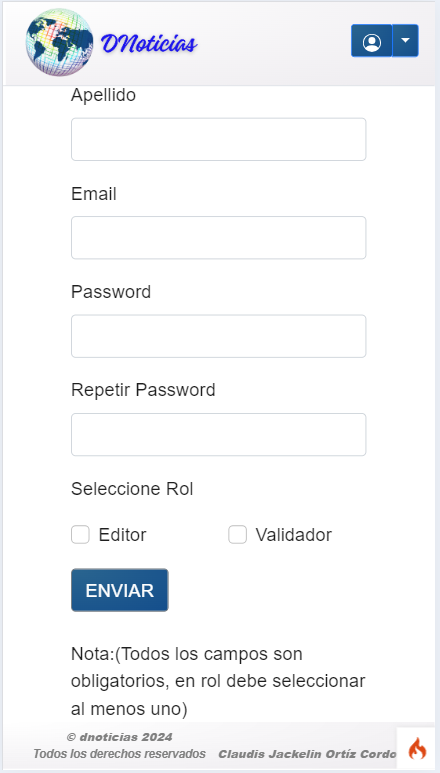 DNoticias
Apellido
Email
Password
Repetir Password
Seleccione Rol
Editor Validador
ENVIAR
Nota:(Todos los campos son
obligatorios, en rol debe seleccionar
al menos uno)
© dnoticias 2024
Todos los derechos reservados Claudis Jackelin Ortíz Cordo